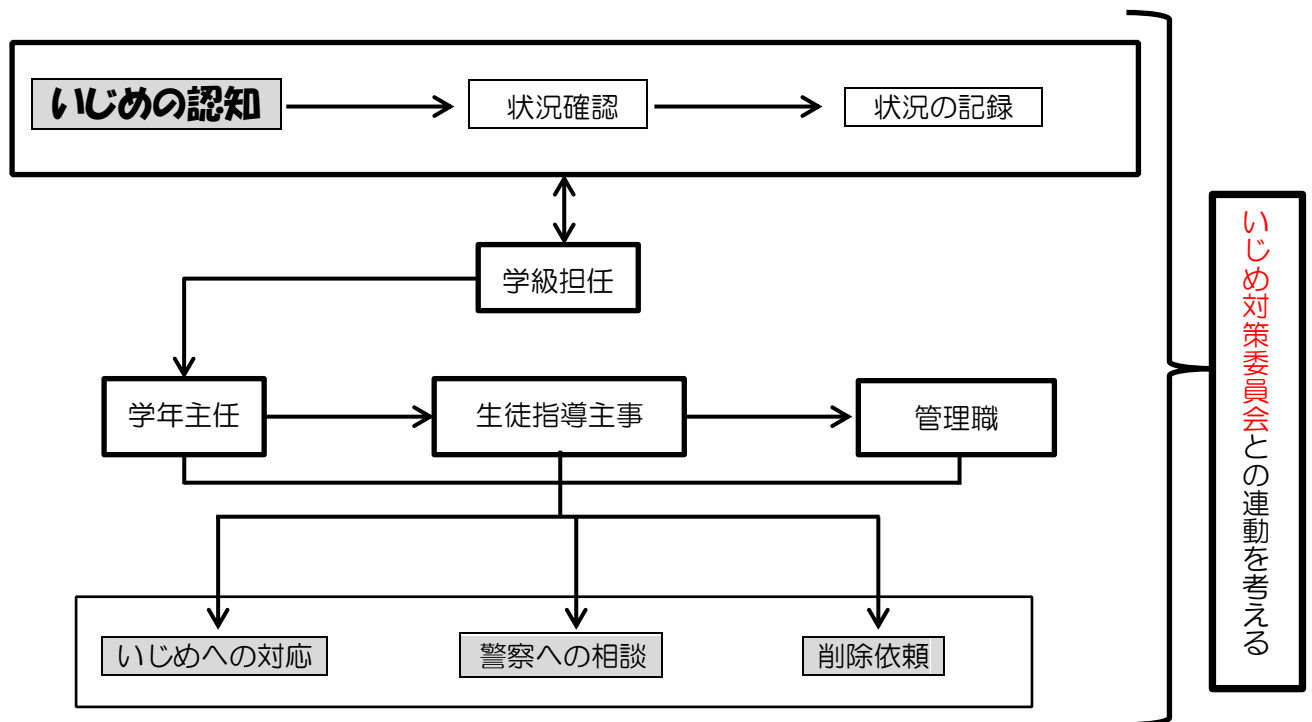 いじめの認知
状況確認
状況の記録
学級担任
学年主任
生徒指導主事
管理職
いじめへの対応
警察への相談
削除依頼
いじめ対策委員会との連動を考える